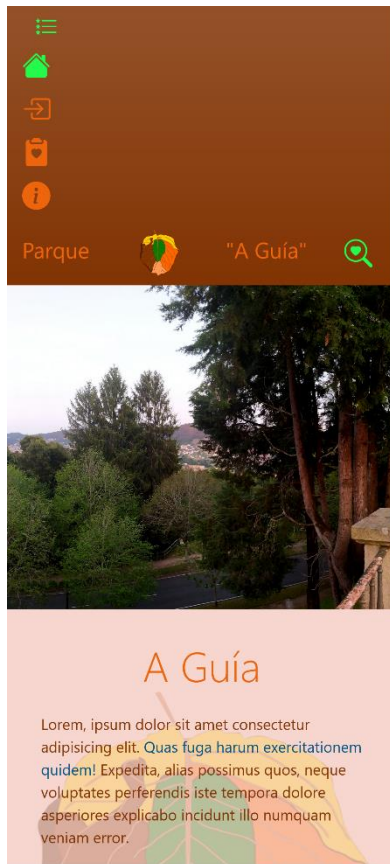 Parque "A Guía"
A Guía
Lorem, ipsum dolor sit amet consectetur
adipisicing elit. Quas fuga harum exercitationem
quidem! Expedita, alias possimus quos, neque
voluptates perferendis iste tempora dolore
asperiores explicabo incidunt illo numquam
veniam error.